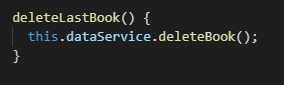 deleteLastBook() {
  this.dataService.deleteBook();
}